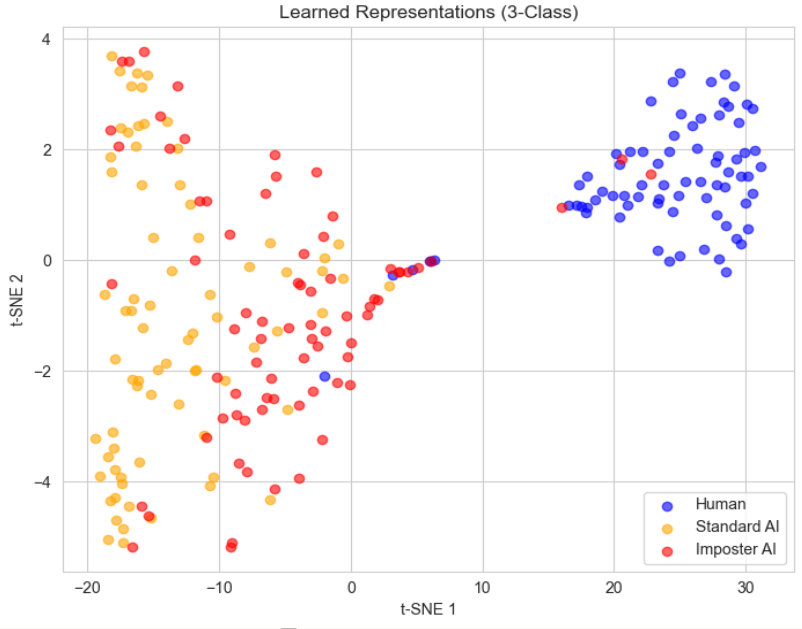 Learned Representations (3-Class)
4
2
0
−2
−4
t-SNE 2
−20
−10
0
10
20
30
t-SNE 1
Human
Standard AI
Imposter AI